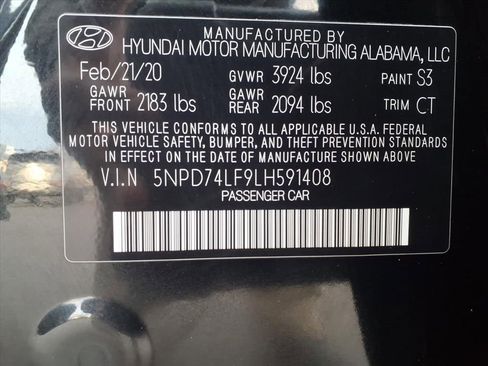 MANUFACTURED BY
HYUNDAI MOTOR MANUFACTURING ALABAMA, LLC
Feb/21/20 GVWR 3924 lbs PAINT S3
GAWR FRONT 2183 lbs GAWR REAR 2094 lbs TRIM CT
THIS VEHICLE CONFORMS TO ALL APPLICABLE U.S.A. FEDERAL
MOTOR VEHICLE SAFETY, BUMPER, AND THEFT PREVENTION STANDARDS
IN EFFECT ON THE DATE OF MANUFACTURE SHOWN ABOVE.
V.I.N 5NPD74LF9LH591408
PASSENGER CAR